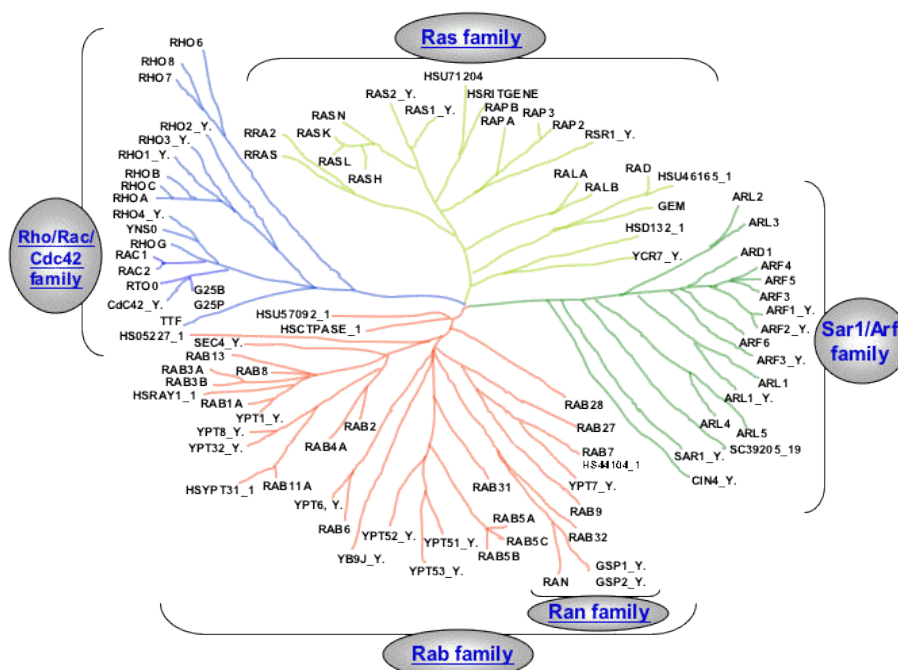 Ras family
RHO6
RHO8
RHO7
RHO2_Y.
RHO3_Y.
RHO1_Y.
RHOB
RHOC
RHOA
RHO4_Y.
YNS0
RHOG
RAC1
RAC2
RTO0
CdC42_Y.
G25B
G25P
TTF
Rho/Rac/
Cdc42
family
RRA2
RRAS
RASN
RASK
RASL
RASH
RAS2_Y.
RAS1_Y.
HSU71204
HSRITGENE
RAPB
RAPA
RAP3
RAP2
RSR1_Y.
RALA
RALB
RAD
HSU46165_1
GEM
HSD132_1
YCR7_Y.
ARL2
ARL3
ARD1
ARF4
ARF5
ARF3
ARF1_Y.
ARF2_Y.
ARF6
ARF3_Y.
ARL1
ARL1_Y.
ARL4
ARL5
SC39205_19
SAR1_Y.
CIN4_Y.
Sar1/Arf
family
HSU57092_1
HSCTPASE_1
HS05227_1
SEC4_Y.
RAB13
RAB3A
RAB8
RAB3B
HSRAY1_1
RAB1A
YPT1_Y.
YPT8_Y.
YPT32_Y.
HSYPT31_1
RAB11A
RAB2
RAB4A
YPT6, Y.
RAB6
YB9J_Y.
YPT52_Y.
YPT53_Y.
YPT51_Y.
RAB31
RAB5A
RAB5C
RAB5B
RAB28
RAB27
RAB7
HS44104_1
YPT7_Y.
RAB9
RAB32
RAN
GSP1_Y.
GSP2_Y.
Ran family
Rab family